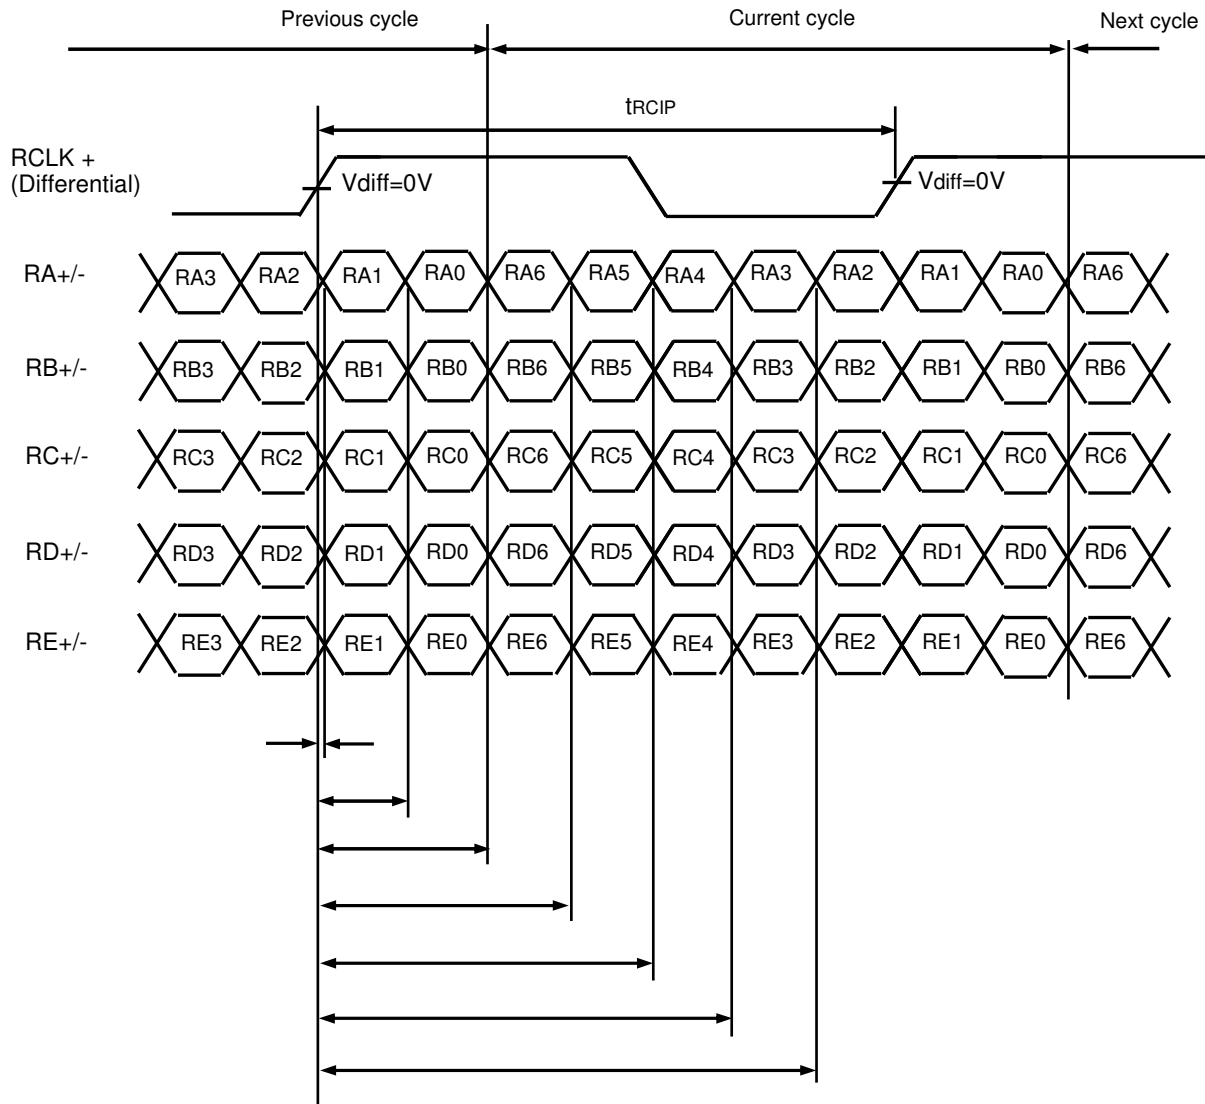 Previous cycle Current cycle Next cycle
tRCIP
RCLK +
(Differential)
Vdiff=0V Vdiff=0V
RA+/- RA3 RA2 RA1 RA0 RA6 RA5 RA4 RA3 RA2 RA1 RA0 RA6
RB+/- RB3 RB2 RB1 RB0 RB6 RB5 RB4 RB3 RB2 RB1 RB0 RB6
RC+/- RC3 RC2 RC1 RC0 RC6 RC5 RC4 RC3 RC2 RC1 RC0 RC6
RD+/- RD3 RD2 RD1 RD0 RD6 RD5 RD4 RD3 RD2 RD1 RD0 RD6
RE+/- RE3 RE2 RE1 RE0 RE6 RE5 RE4 RE3 RE2 RE1 RE0 RE6